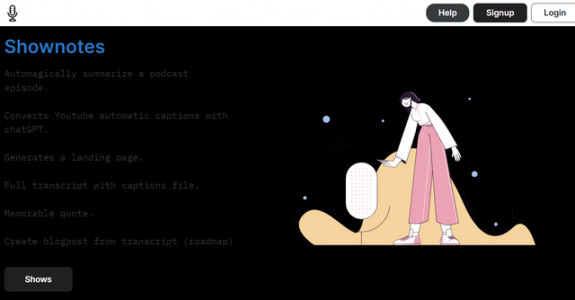 Help
Signup
Login
Shownotes
Automagically summarize a podcast
episode.
Converts Youtube automatic captions with
chatGPT.
Generates a landing page.
Full transcript with captions file.
Memorable quote.
Create blogpost from transcript (roadmap)
Shows